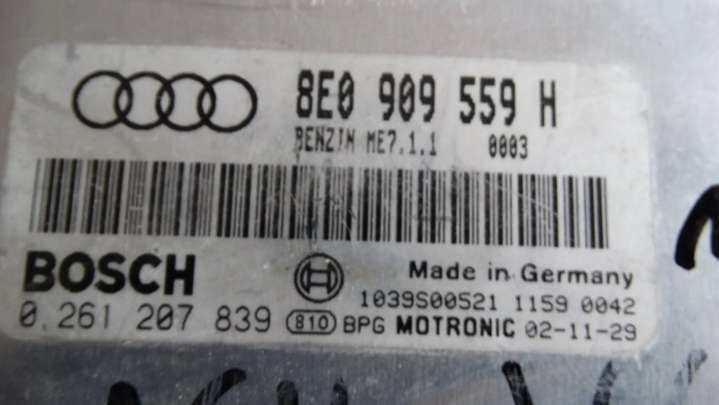 8E0 909 559 H
BENZIN ME7.1.1 0003
BOSCH
Made in Germany
1039S00521 1159 0042
0.261 207 839 810 BPG MOTRONIC 02-11-29